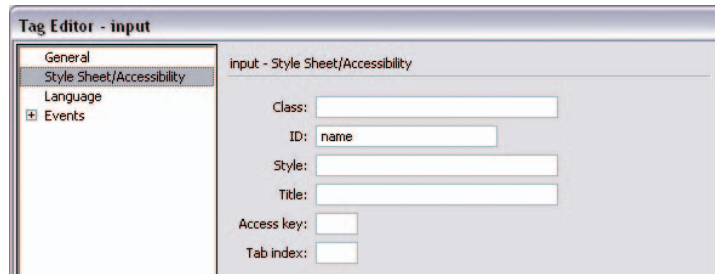 Tag Editor - input
General
Style Sheet/Accessibility
Language
Events
input - Style Sheet/Accessibility
Class:
ID: name
Style:
Title:
Access key:
Tab index: